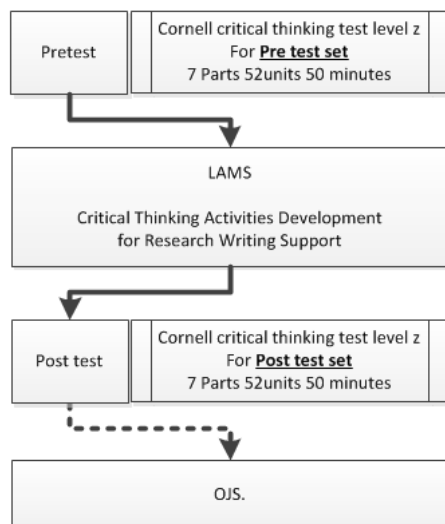 Pretest
Cornell critical thinking test level z
For Pre test set
7 Parts 52units 50 minutes
LAMS
Critical Thinking Activities Development
for Research Writing Support
Post test
Cornell critical thinking test level z
For Post test set
7 Parts 52units 50 minutes
OJS.